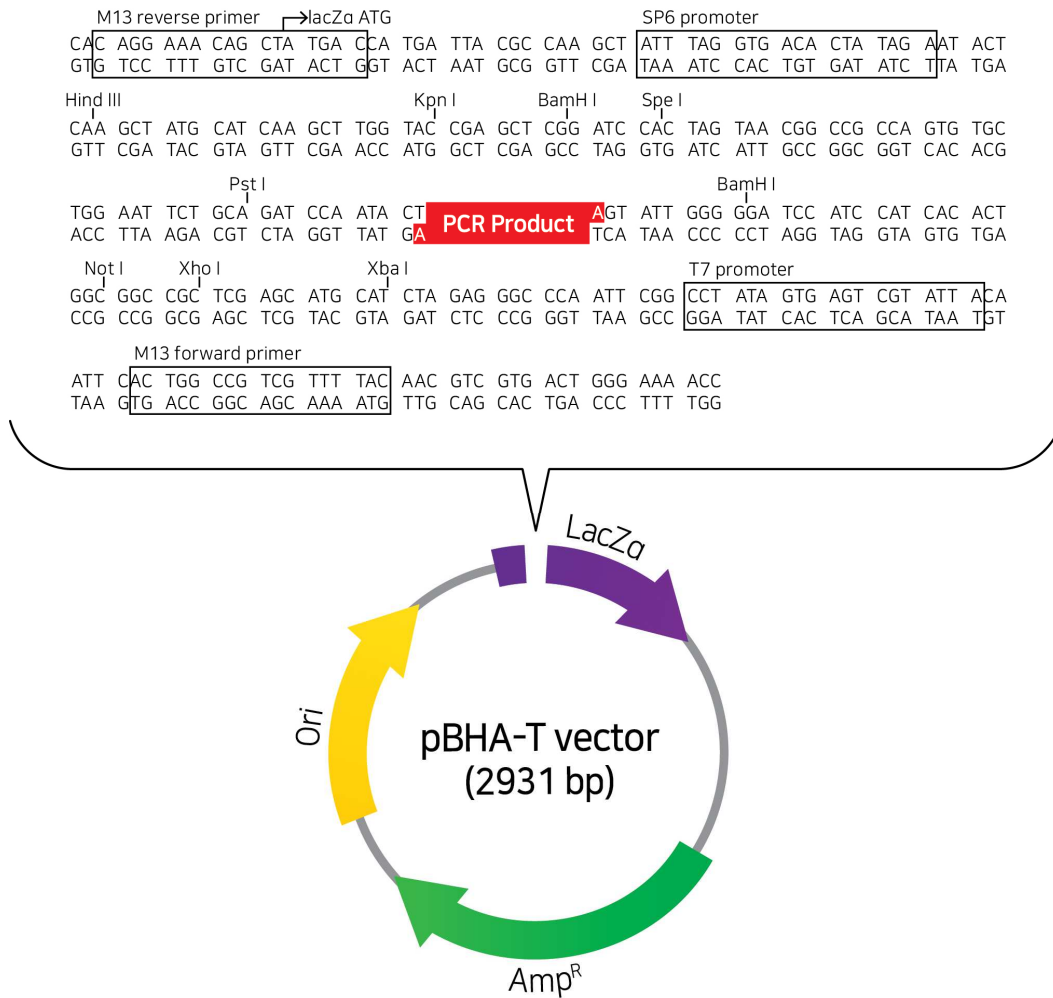 M13 reverse primer lacZα ATG SP6 promoter
CAC AGG AAA CAG CTA TGA CCA TGA TTA CGC CAA GCT ATT TAG GTG ACA CTA TAG AAT ACT
GTG TCC TTT GTC GAT ACT GGT ACT AAT GCG GTT CGA TAA ATC CAC TGT GAT ATC TTA TGA
Hind III Kpn I BamH I Spe I
CAA GCT ATG CAT CAA GCT TGG TAC CGA GCT CGG ATC CAC TAG TAA CGG CCG CCA GTG TGC
GTT CGA TAC GTA GTT CGA ACC ATG GCT CGA GCC TAG GTG ATC ATT GCC GGC GGT CAC ACG
Pst I BamH I
TGG AAT TCT GCA GAT CCA ATA CT PCR Product AGT ATT GGG GGA TCC ATC CAT CAC ACT
ACC TTA AGA CGT CTA GGT TAT GA TCA TAA CCC CCT AGG TAG GTA GTG TGA
Not I Xho I Xba I T7 promoter
GGC GGC CGC TCG AGC ATG CAT CTA GAG GGC CCA ATT CGG CCT ATA GTG AGT CGT ATT ACA
CCG CCG GCG AGC TCG TAC GTA GAT CTC CCG GGT TAA GCC GGA TAT CAC TCA GCA TAA TGT
M13 forward primer
ATT CAC TGG CCG TCG TTT TAC AAC GTC GTG ACT GGG AAA ACC
TAA GTG ACC GGC AGC AAA ATG TTG CAG CAC TGA CCC TTT TGG
LacZα
Ori
pBHA-T vector
(2931 bp)
Amp^R